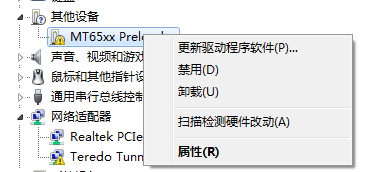 其他设备
MT65xx Prel
更新驱动程序软件(P)...
禁用(D)
声音、视频和游戏
卸载(U)
鼠标和其他指针设
通用串行总线控制
扫描检测硬件改动(A)
网络适配器
Realtek PCIe
属性(R)
Teredo Tunn